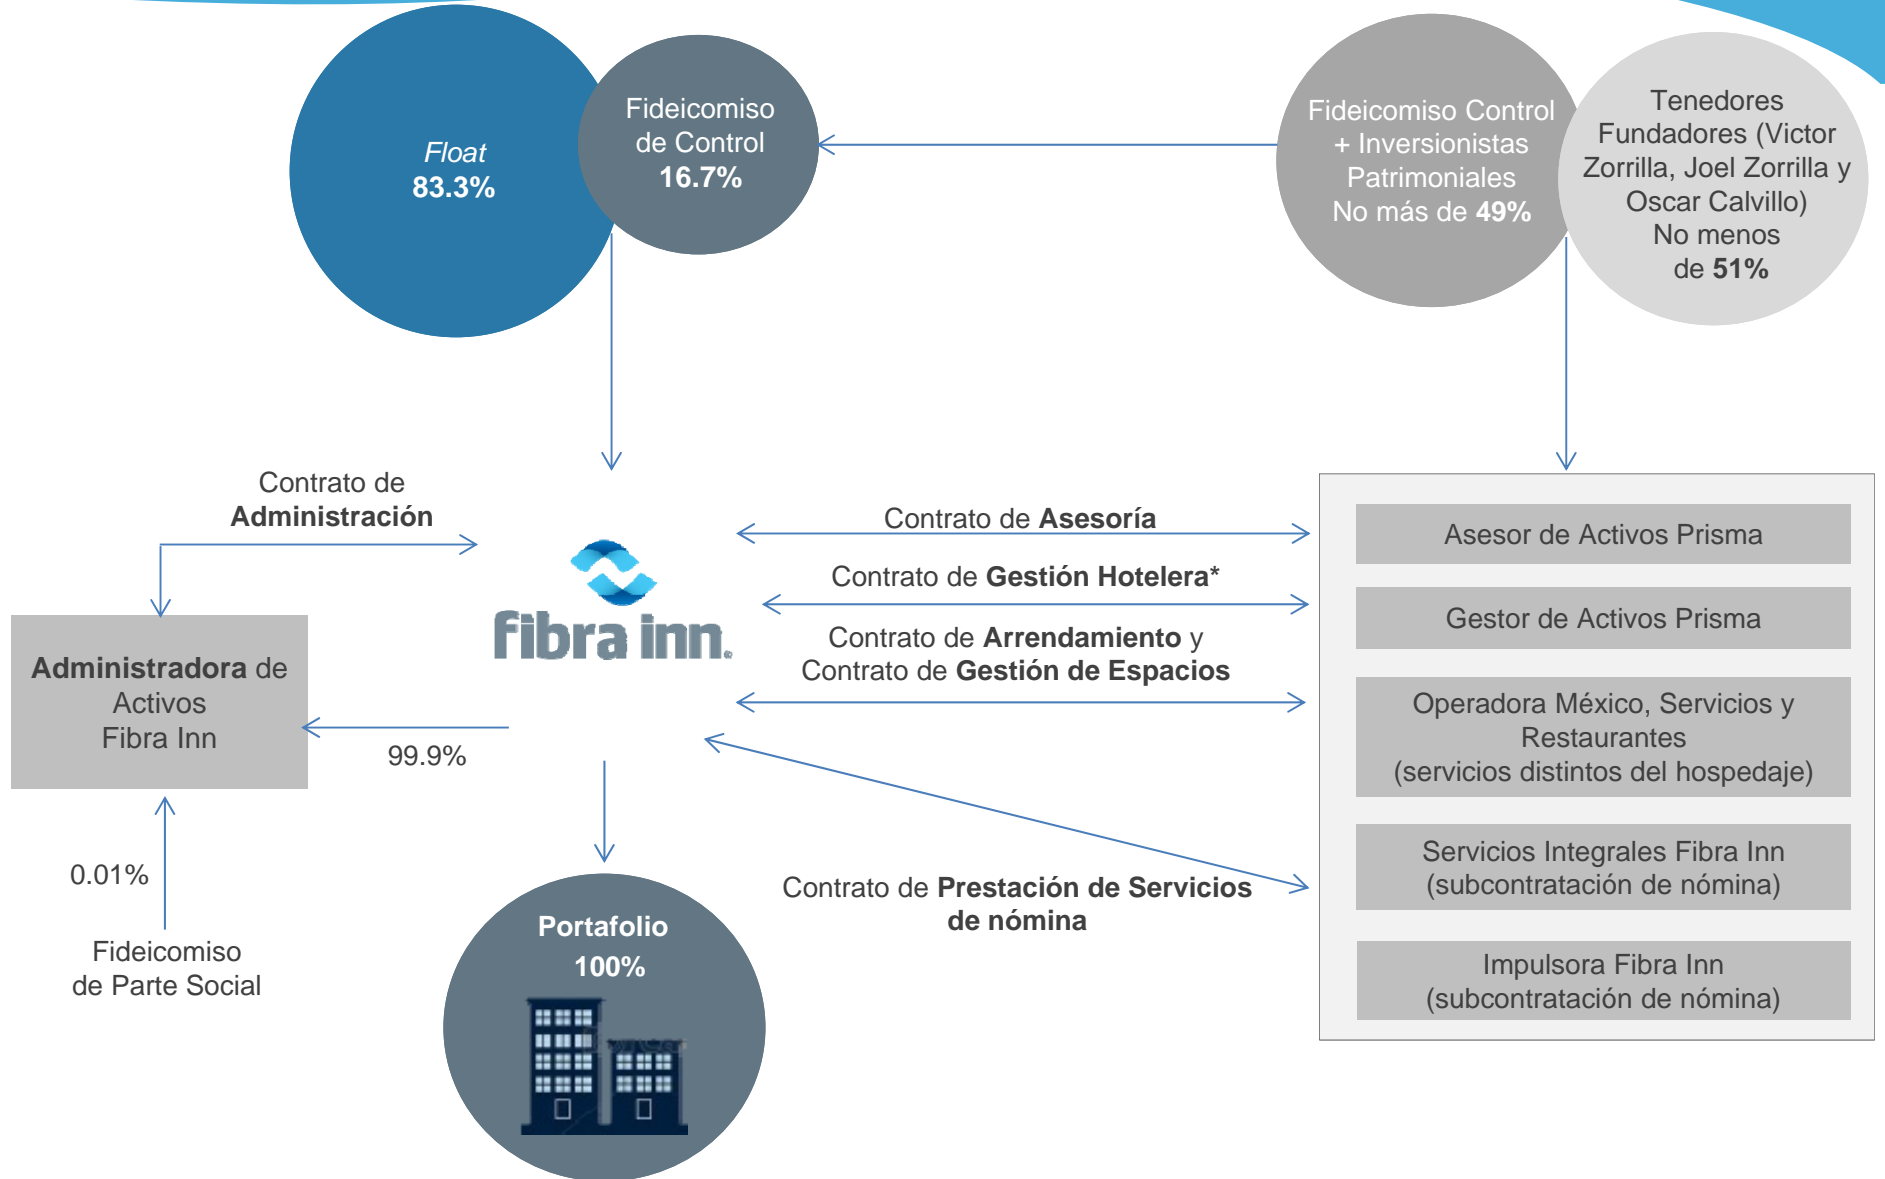 Float
83.3%
Fideicomiso
de Control
16.7%
Fideicomiso Control
+ Inversionistas
Patrimoniales
No más de 49%
Tenedores
Fundadores (Victor
Zorrilla, Joel Zorrilla y
Oscar Calvillo)
No menos
de 51%
Contrato de
Administración
fibra inn.
Contrato de Asesoría
Contrato de Gestión Hotelera*
Contrato de Arrendamiento y
Contrato de Gestión de Espacios
Contrato de Prestación de Servicios
de nómina
Administradora de
Activos
Fibra Inn
99.9%
0.01%
Fideicomiso
de Parte Social
Portafolio
100%
Asesor de Activos Prisma
Gestor de Activos Prisma
Operadora México, Servicios y
Restaurantes
(servicios distintos del hospedaje)
Servicios Integrales Fibra Inn
(subcontratación de nómina)
Impulsora Fibra Inn
(subcontratación de nómina)